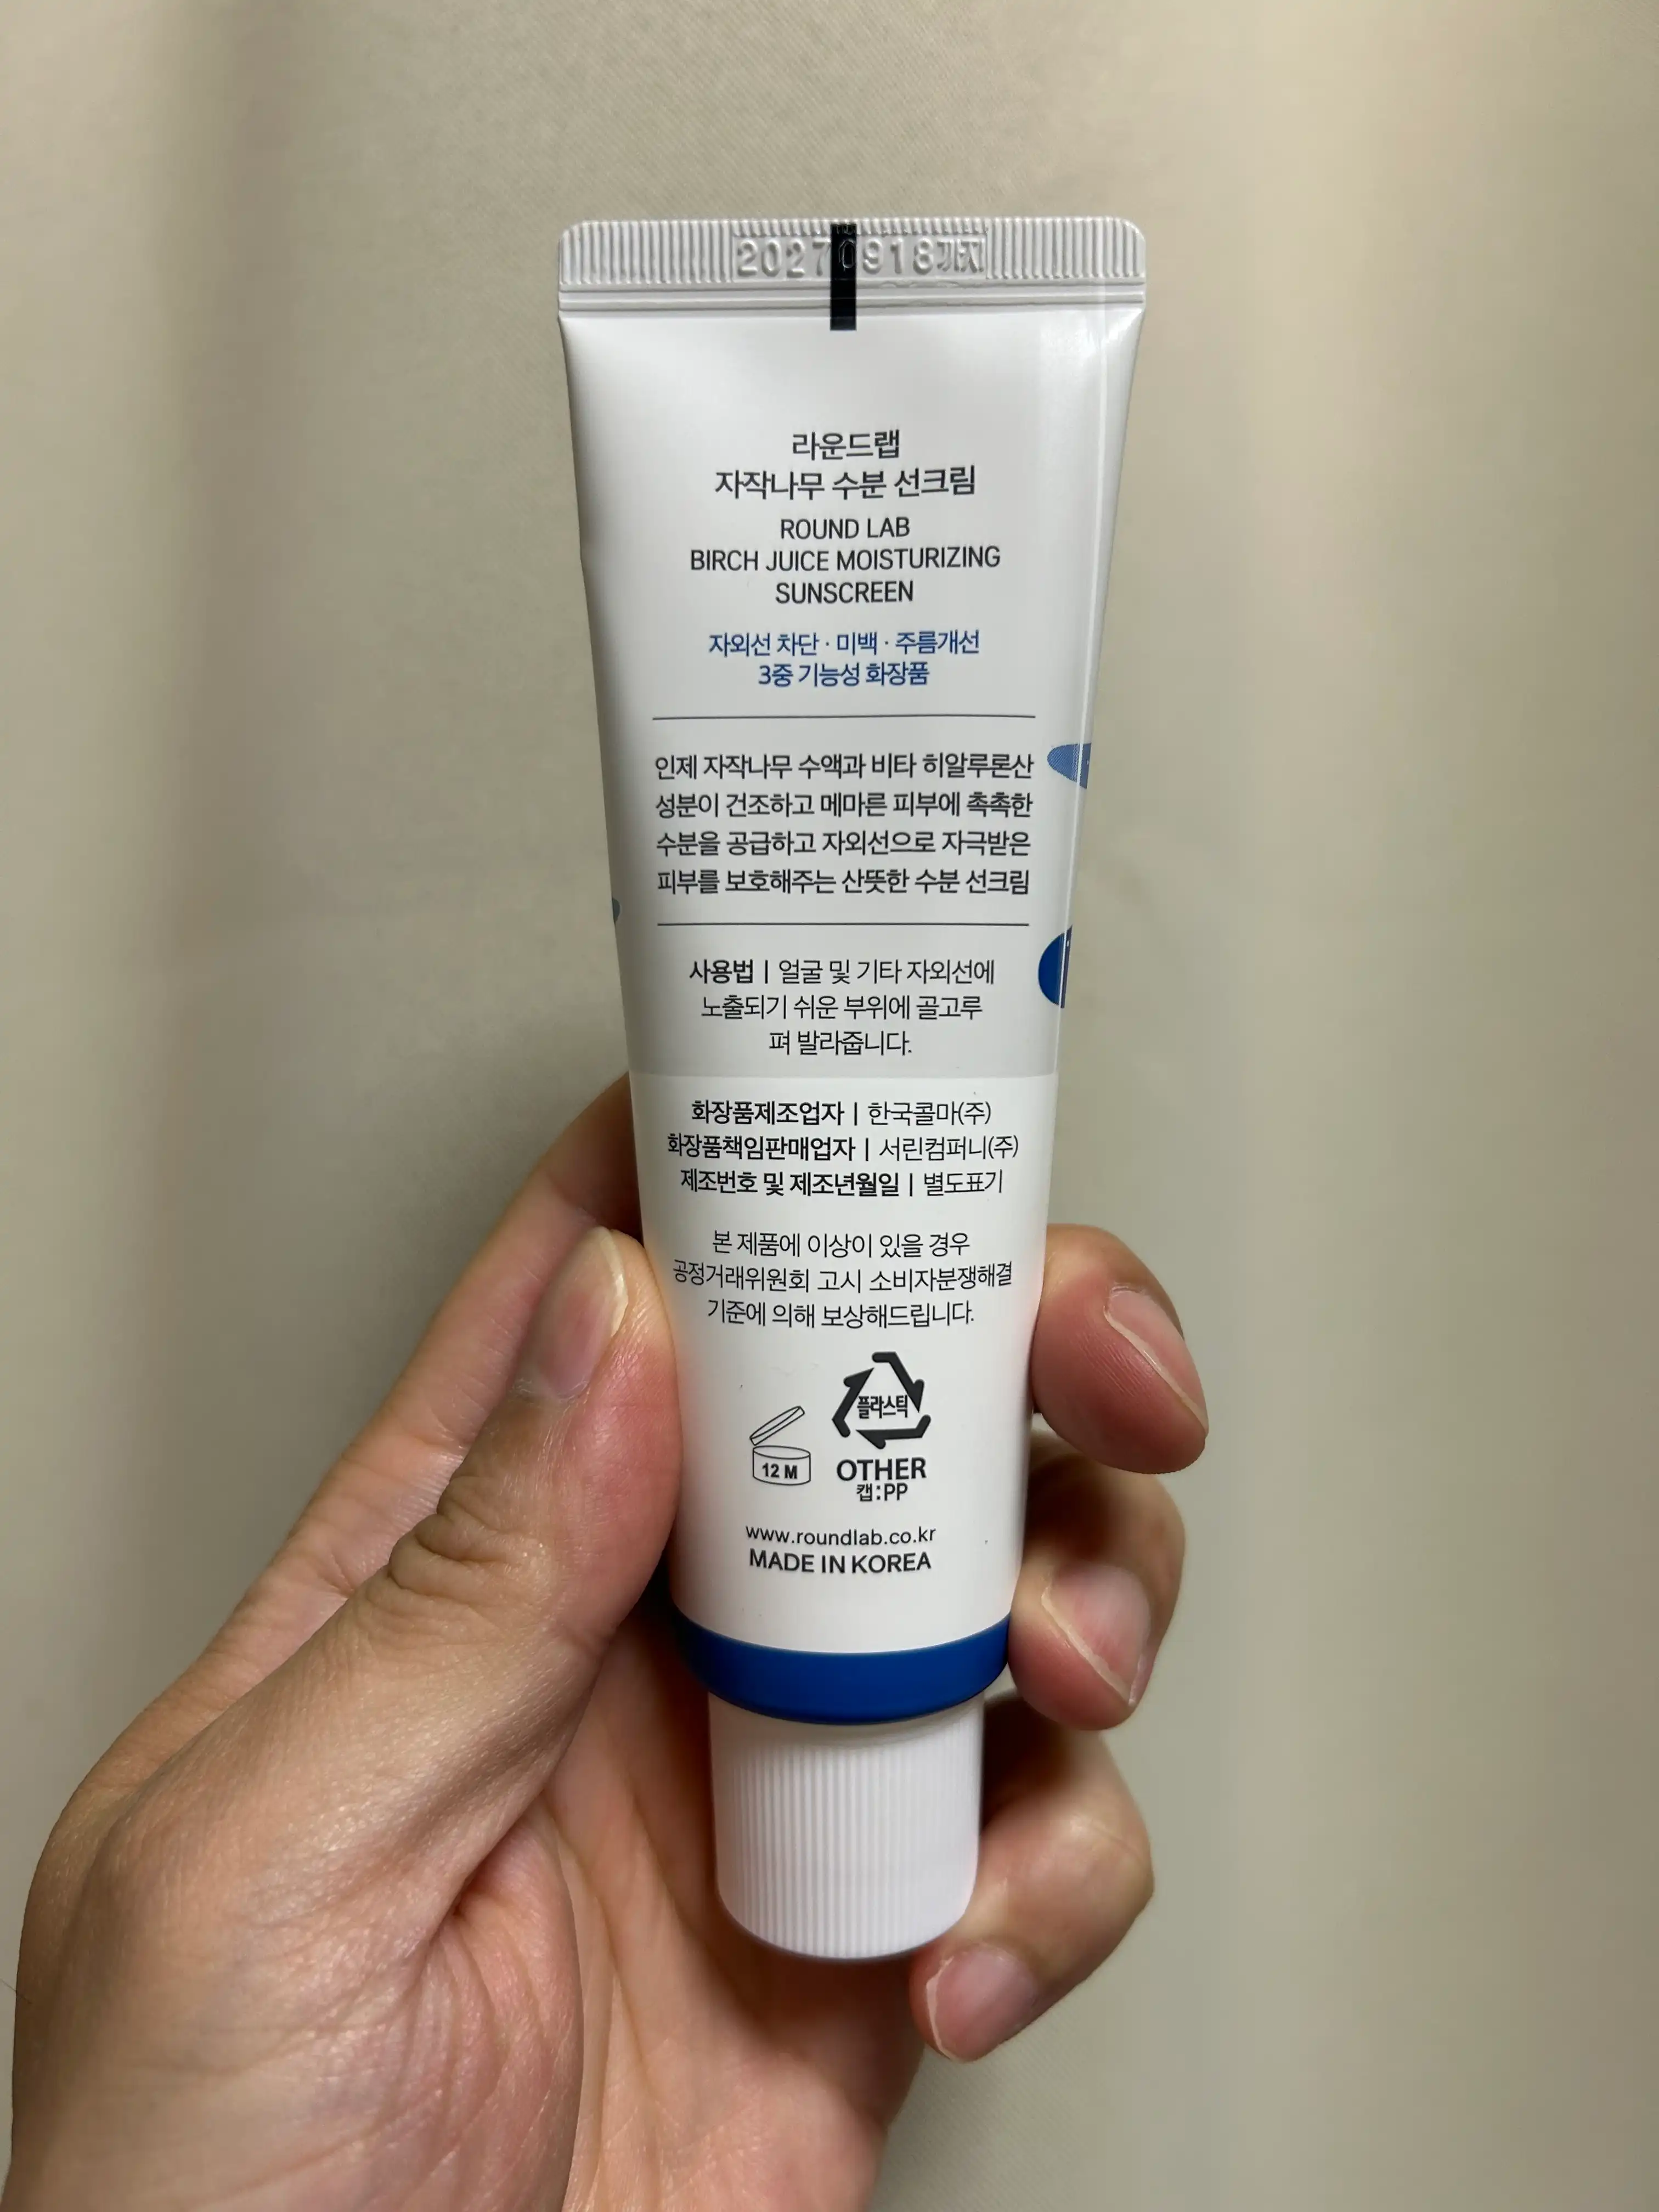 20270918까지
라운드랩
자작나무 수분 선크림
ROUND LAB
BIRCH JUICE MOISTURIZING
SUNSCREEN
자외선 차단 · 미백 · 주름개선
3중 기능성 화장품
인제 자작나무 수액과 비타 히알루론산
성분이 건조하고 메마른 피부에 촉촉한
수분을 공급하고 자외선으로 자극받은
피부를 보호해주는 산뜻한 수분 선크림
사용법 | 얼굴 및 기타 자외선에
노출되기 쉬운 부위에 골고루
펴 발라줍니다.
화장품제조업자 | 한국콜마(주)
화장품책임판매업자 | 서린컴퍼니(주)
제조번호 및 제조년월일 | 별도표기
본 제품에 이상이 있을 경우
공정거래위원회 고시 소비자분쟁해결
기준에 의해 보상해드립니다.
플라스틱
12 M
OTHER
캡:PP
www.roundlab.co.kr
MADE IN KOREA